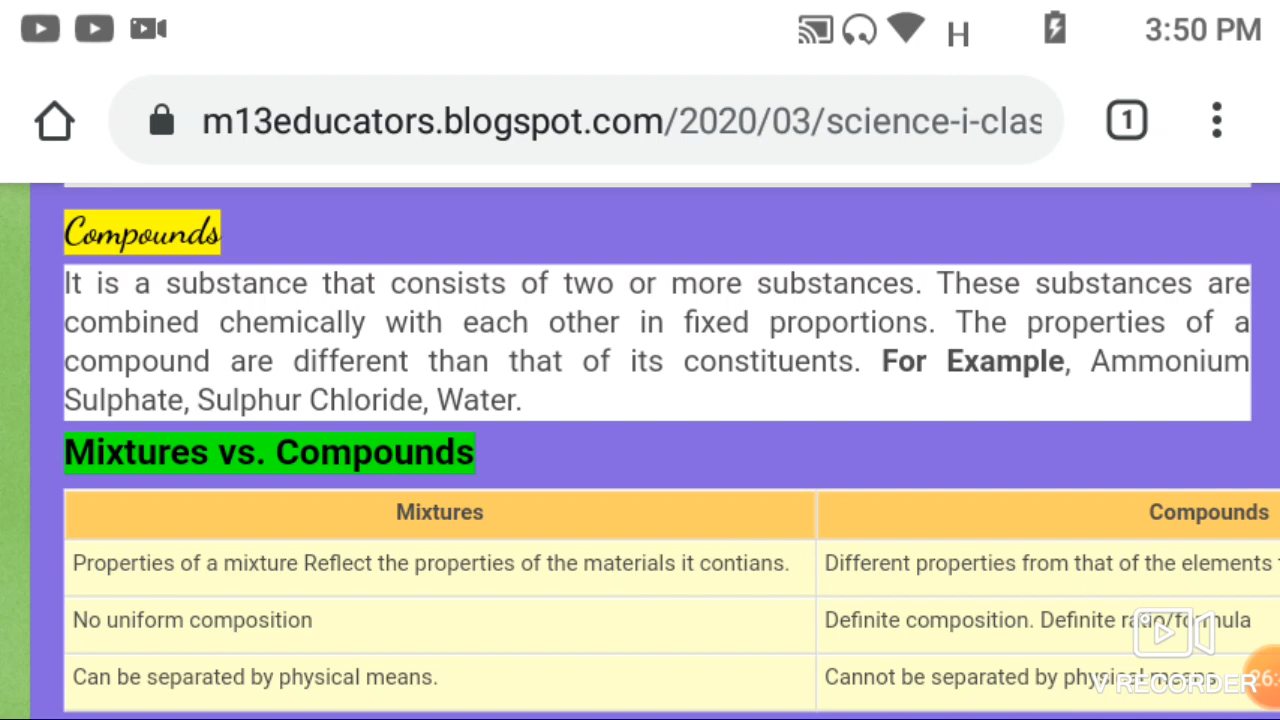 H
3:50 PM
m13educators.blogspot.com/2020/03/science-i-clas
1
Compounds
It is a substance that consists of two or more substances. These substances are
combined chemically with each other in fixed proportions. The properties of a
compound are different than that of its constituents. For Example, Ammonium
Sulphate, Sulphur Chloride, Water.
Mixtures vs. Compounds
Mixtures
Compounds
Properties of a mixture Reflect the properties of the materials it contians.
Different properties from that of the elements
No uniform composition
Definite composition. Definite ratio/formula
Can be separated by physical means.
Cannot be separated by physical means.
V RECORDER